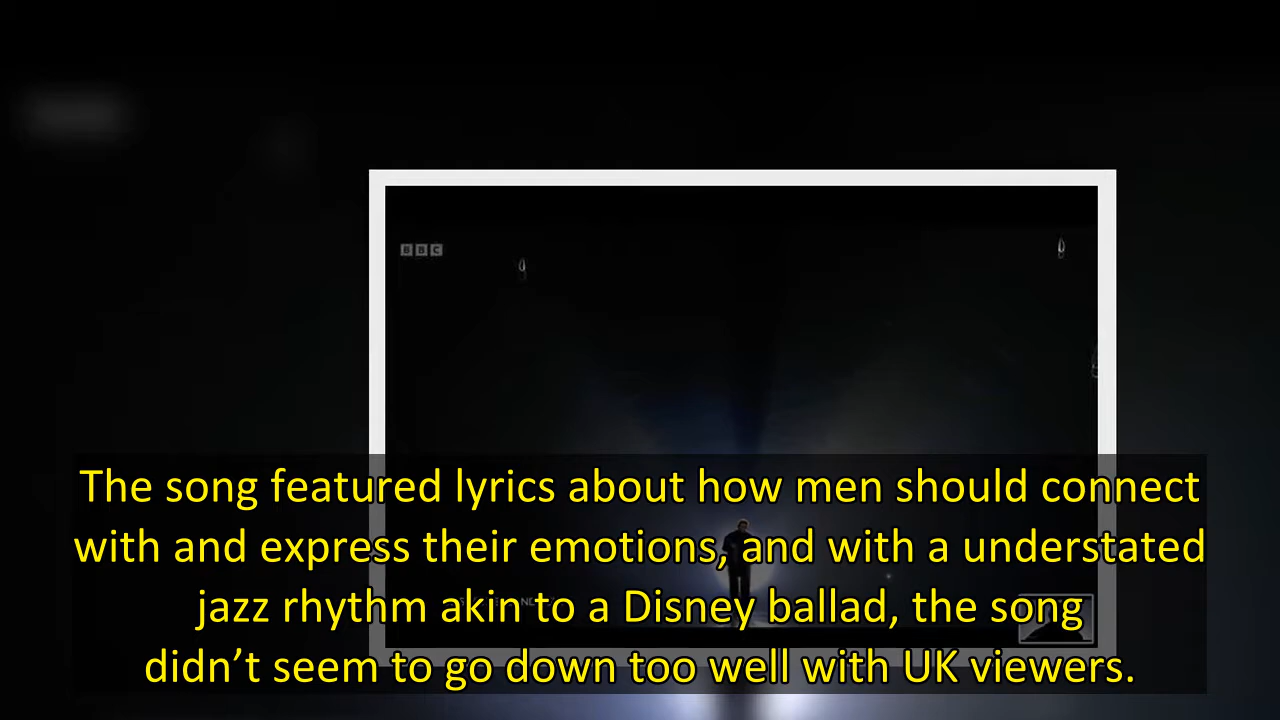 BBC
The song featured lyrics about how men should connect
with and express their emotions, and with a understated
jazz rhythm akin to a Disney ballad, the song
didn’t seem to go down too well with UK viewers.